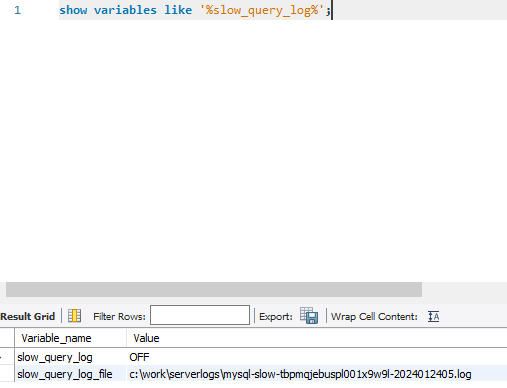 1 show variables like '%slow_query_log%';
Result Grid Filter Rows: Export: Wrap Cell Content:
Variable_name Value
slow_query_log OFF
slow_query_log_file c:\work\serverlogs\mysql-slow-tbpmqjebuspl001x9w9l-2024012405.log